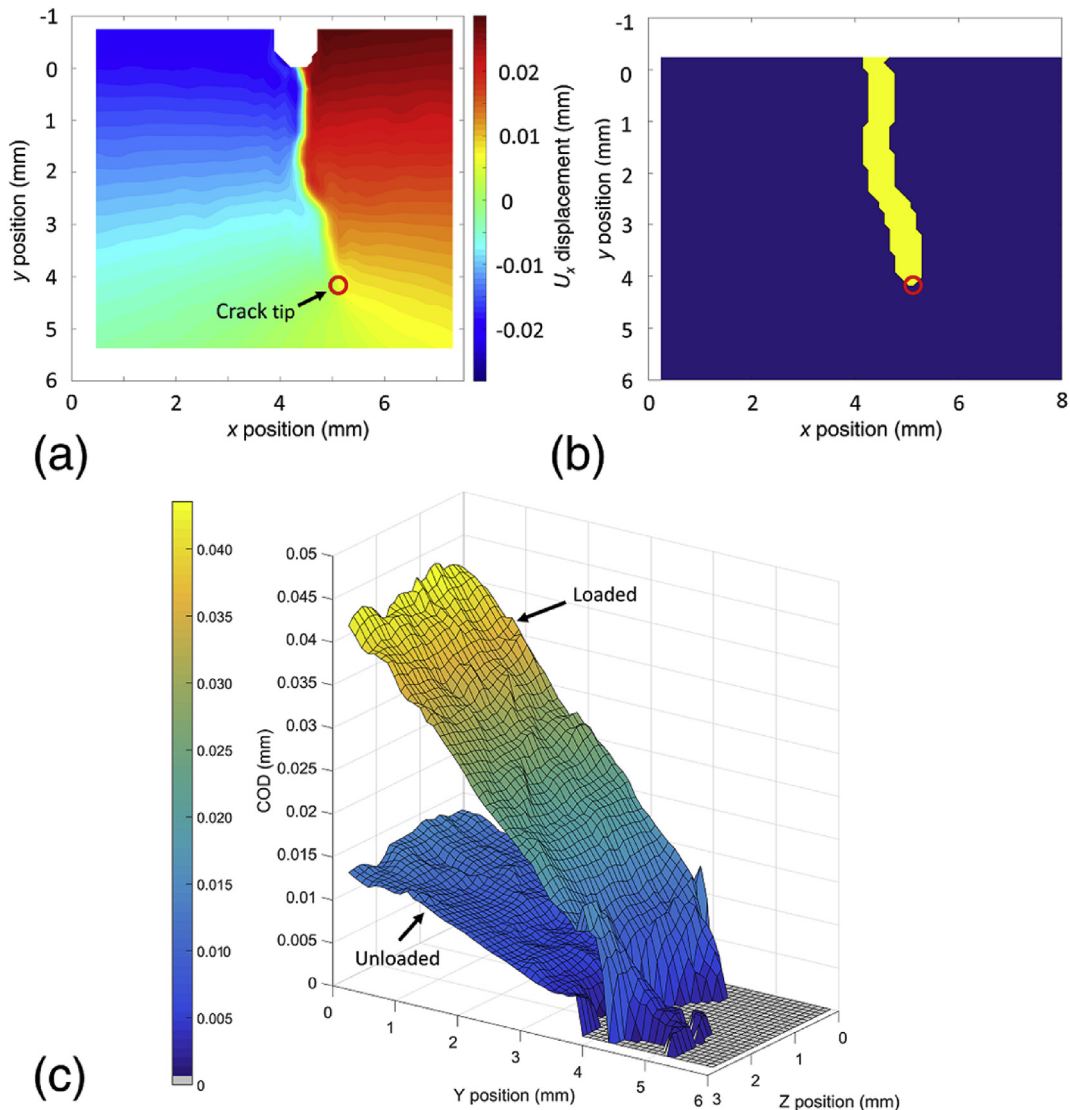 -1
0
1
2
3
4
5
6
y position (mm)
0 2 4 6
x position (mm)
0.02
0.01
0
-0.01
-0.02
Ux displacement (mm)
Crack tip
(a)
-1
0
1
2
3
4
5
6
y position (mm)
0 2 4 6 8
x position (mm)
(b)
0.040
0.035
0.030
0.025
0.020
0.015
0.010
0.005
0
0.05
0.045
0.04
0.035
0.03
0.025
0.02
0.015
0.01
0.005
0
COD (mm)
Loaded
Unloaded
0 1 2 3 4 5 6
Y position (mm)
3 2 1 0
Z position (mm)
(c)